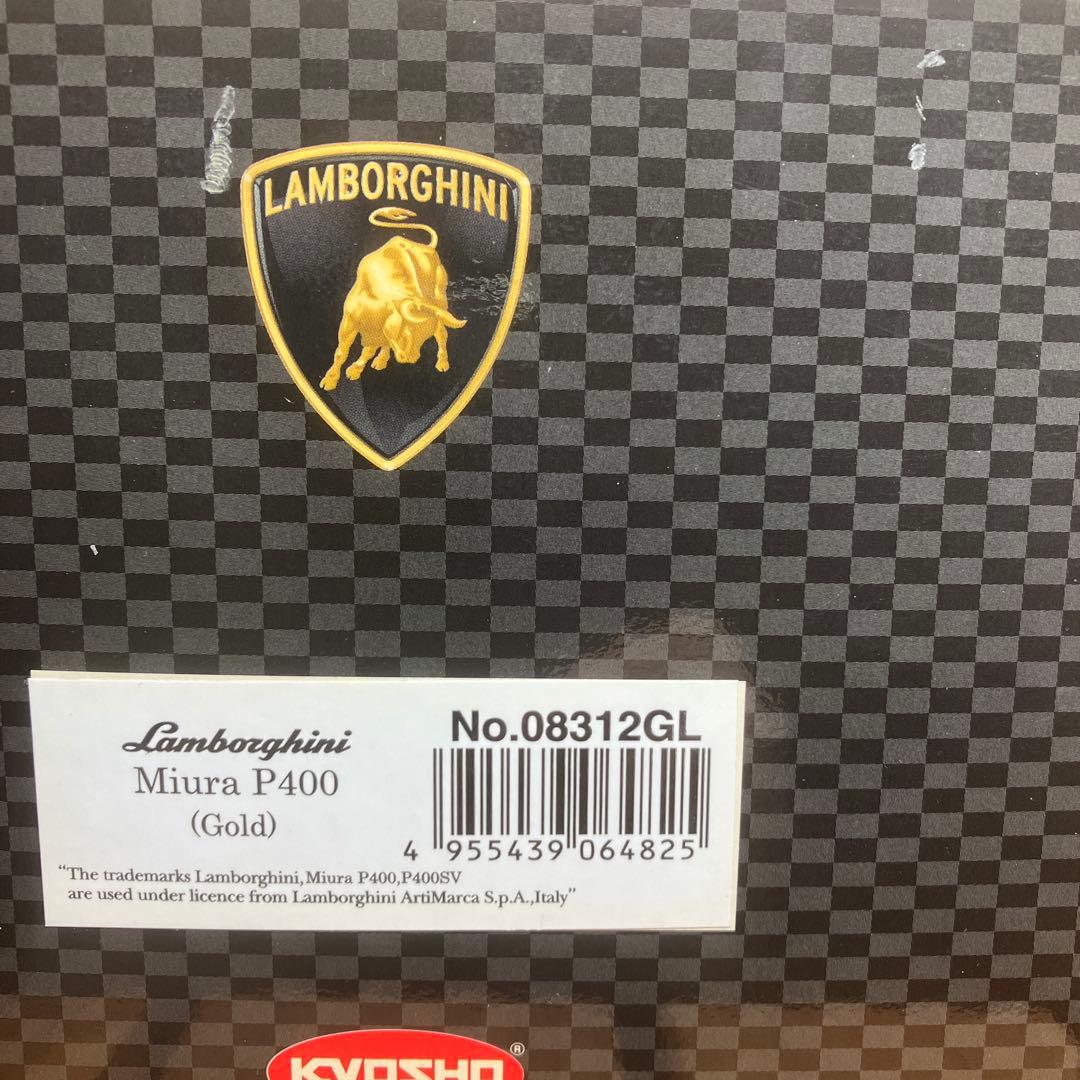 LAMBORGHINI
Lamborghini
Miura P400
(Gold)
No.08312GL
4 955439 064825
“The trademarks Lamborghini,Miura P400,P400SV
are used under licence from Lamborghini ArtiMarca S.p.A.,Italy”
KYOSHO®